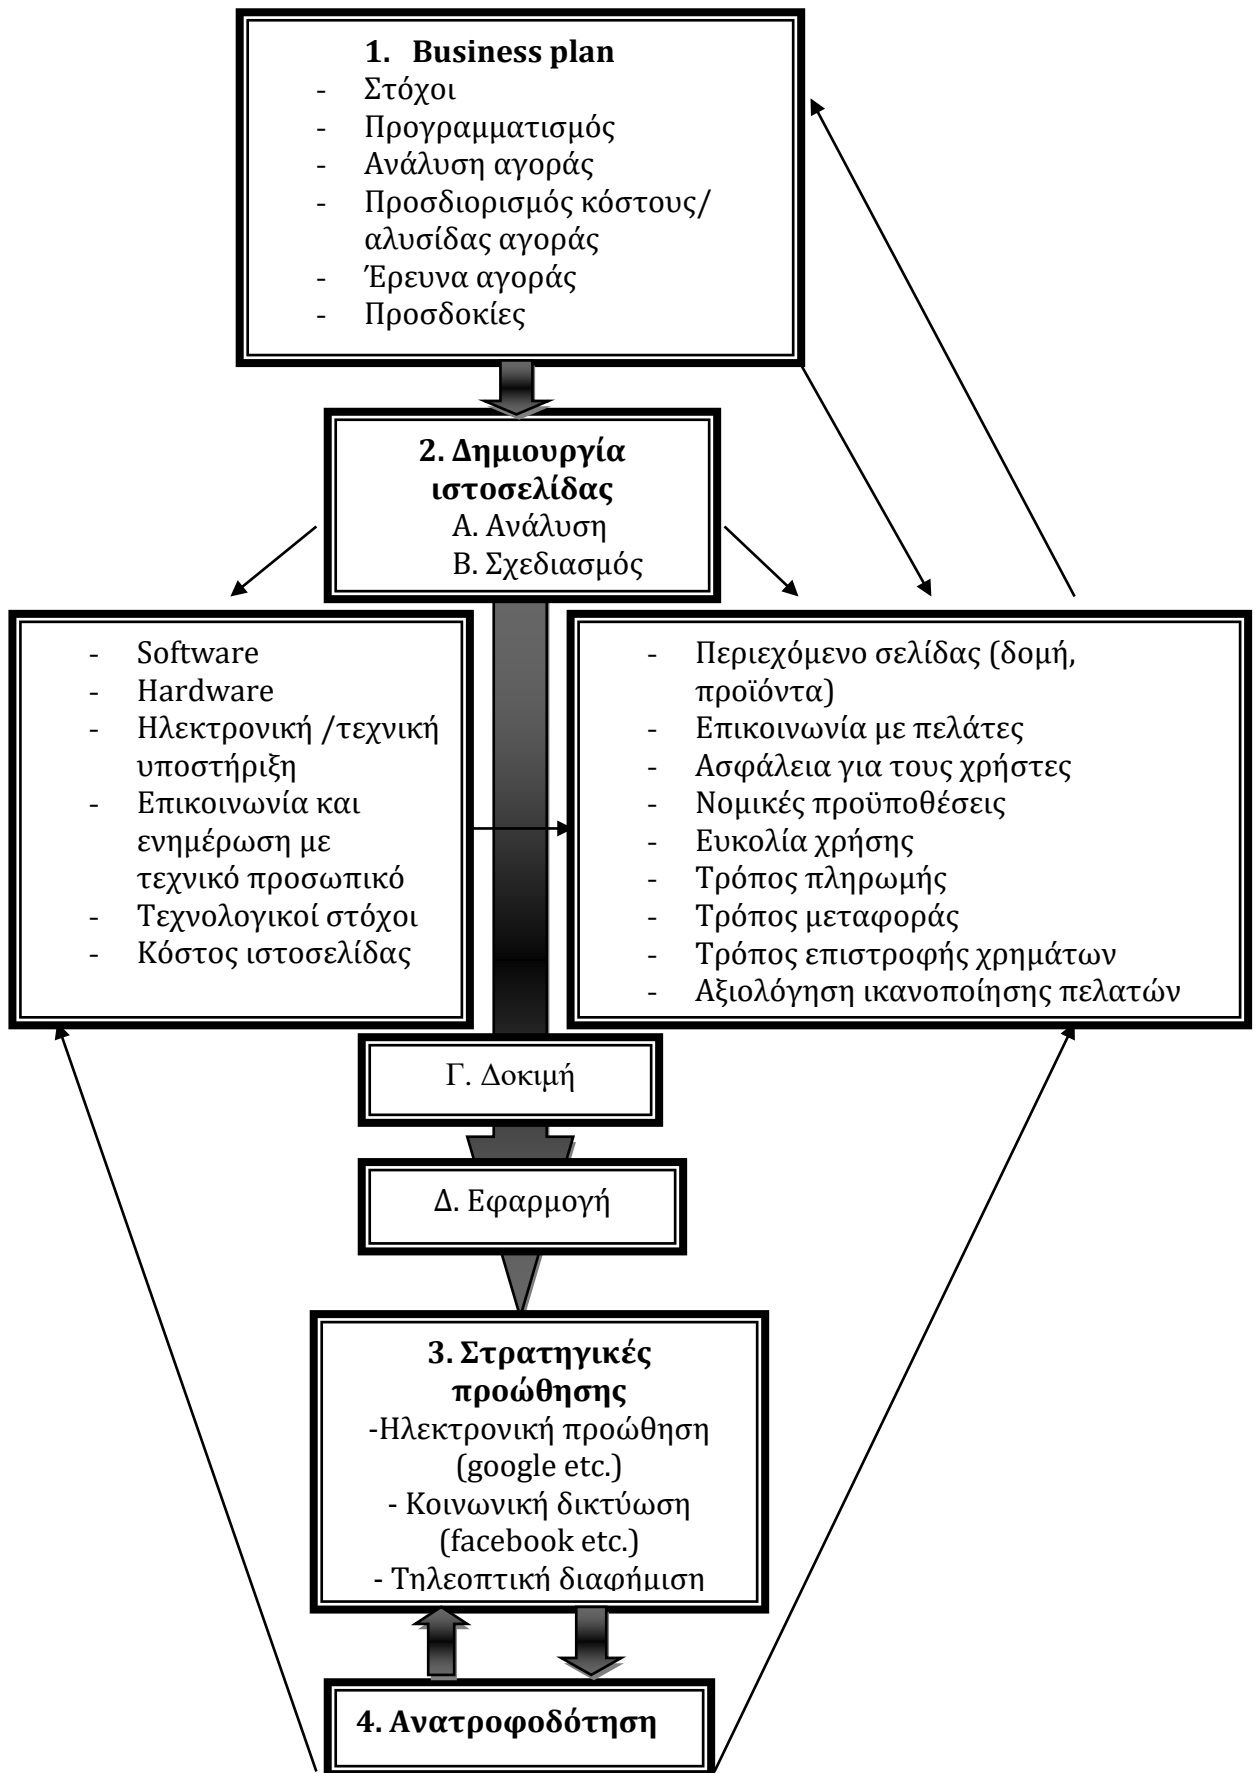 1. Business plan
- Στόχοι
- Προγραμματισμός
- Ανάλυση αγοράς
- Προσδιορισμός κόστους/
αλυσίδας αγοράς
- Έρευνα αγοράς
- Προσδοκίες
2. Δημιουργία
ιστοσελίδας
Α. Ανάλυση
Β. Σχεδιασμός
- Software
- Hardware
- Ηλεκτρονική /τεχνική
υποστήριξη
- Επικοινωνία και
ενημέρωση με
τεχνικό προσωπικό
- Τεχνολογικοί στόχοι
- Κόστος ιστοσελίδας
- Περιεχόμενο σελίδας (δομή,
προϊόντα)
- Επικοινωνία με πελάτες
- Ασφάλεια για τους χρήστες
- Νομικές προϋποθέσεις
- Ευκολία χρήσης
- Τρόπος πληρωμής
- Τρόπος μεταφοράς
- Τρόπος επιστροφής χρημάτων
- Αξιολόγηση ικανοποίησης πελατών
Γ. Δοκιμή
Δ. Εφαρμογή
3. Στρατηγικές
προώθησης
-Ηλεκτρονική προώθηση
(google etc.)
- Κοινωνική δικτύωση
(facebook etc.)
- Τηλεοπτική διαφήμιση
4. Ανατροφοδότηση